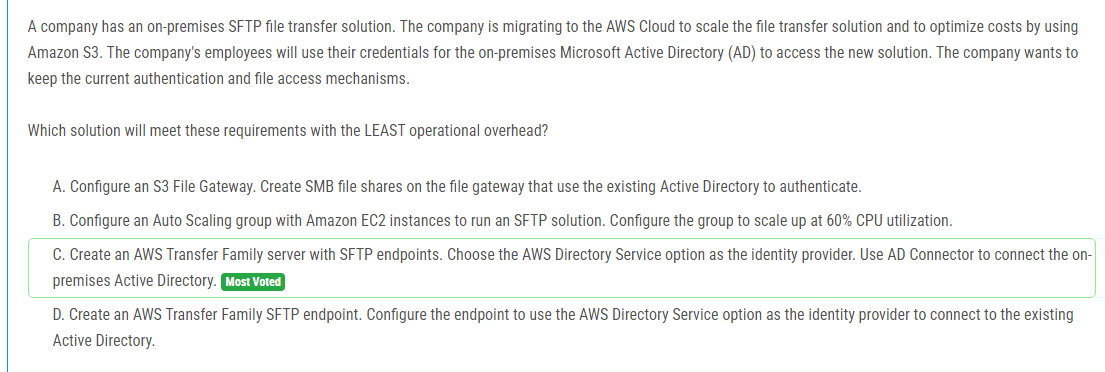 A company has an on-premises SFTP file transfer solution. The company is migrating to the AWS Cloud to scale the file transfer solution and to optimize costs by using
Amazon S3. The company's employees will use their credentials for the on-premises Microsoft Active Directory (AD) to access the new solution. The company wants to
keep the current authentication and file access mechanisms.
Which solution will meet these requirements with the LEAST operational overhead?
A. Configure an S3 File Gateway. Create SMB file shares on the file gateway that use the existing Active Directory to authenticate.
B. Configure an Auto Scaling group with Amazon EC2 instances to run an SFTP solution. Configure the group to scale up at 60% CPU utilization.
C. Create an AWS Transfer Family server with SFTP endpoints. Choose the AWS Directory Service option as the identity provider. Use AD Connector to connect the on-
premises Active Directory. Most Voted
D. Create an AWS Transfer Family SFTP endpoint. Configure the endpoint to use the AWS Directory Service option as the identity provider to connect to the existing
Active Directory.